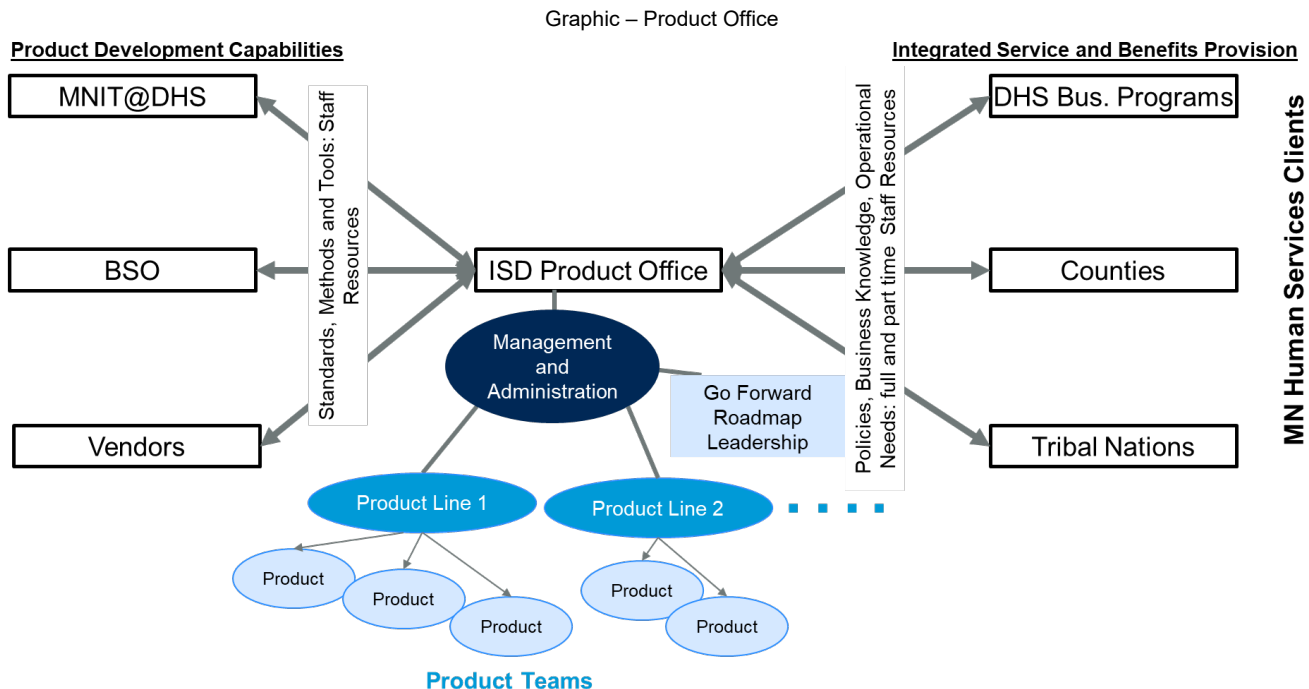 Graphic – Product Office
Product Development Capabilities
Integrated Service and Benefits Provision
MNIT@DHS
BSO
Vendors
Standards, Methods and Tools: Staff
Resources
ISD Product Office
Management
and
Administration
Go Forward
Roadmap
Leadership
Product Line 1
Product Line 2
Product
Product
Product
Product
Product
Product Teams
Policies, Business Knowledge, Operational
Needs: full and part time Staff Resources
DHS Bus. Programs
Counties
Tribal Nations
MN Human Services Clients